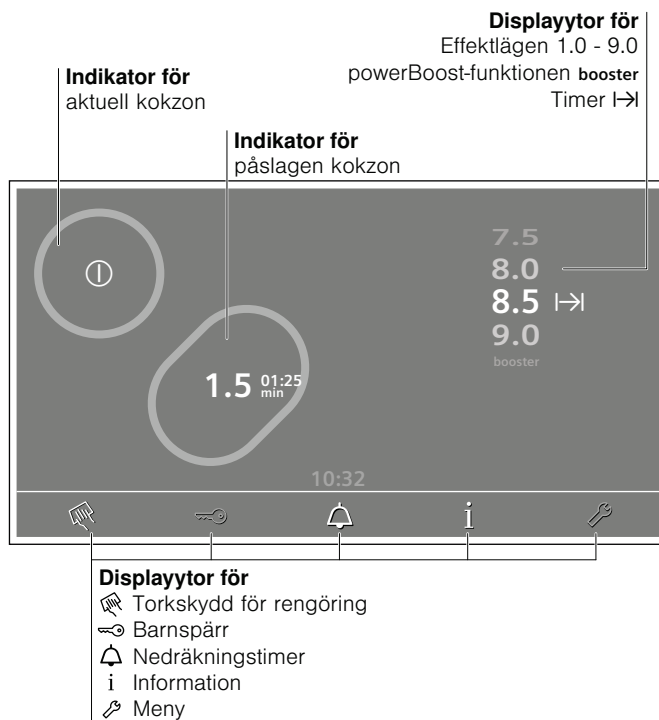 Displayytor för
Effektlägen 1.0 - 9.0
powerBoost-funktionen booster
Timer
Indikator för
aktuell kokzon
Indikator för
påslagen kokzon
7.5
8.0
8.5
9.0
booster
1.5 01:25
min
10:32
i
Displayytor för
Torkskydd för rengöring
Barnspärr
Nedräkningstimer
i Information
Meny